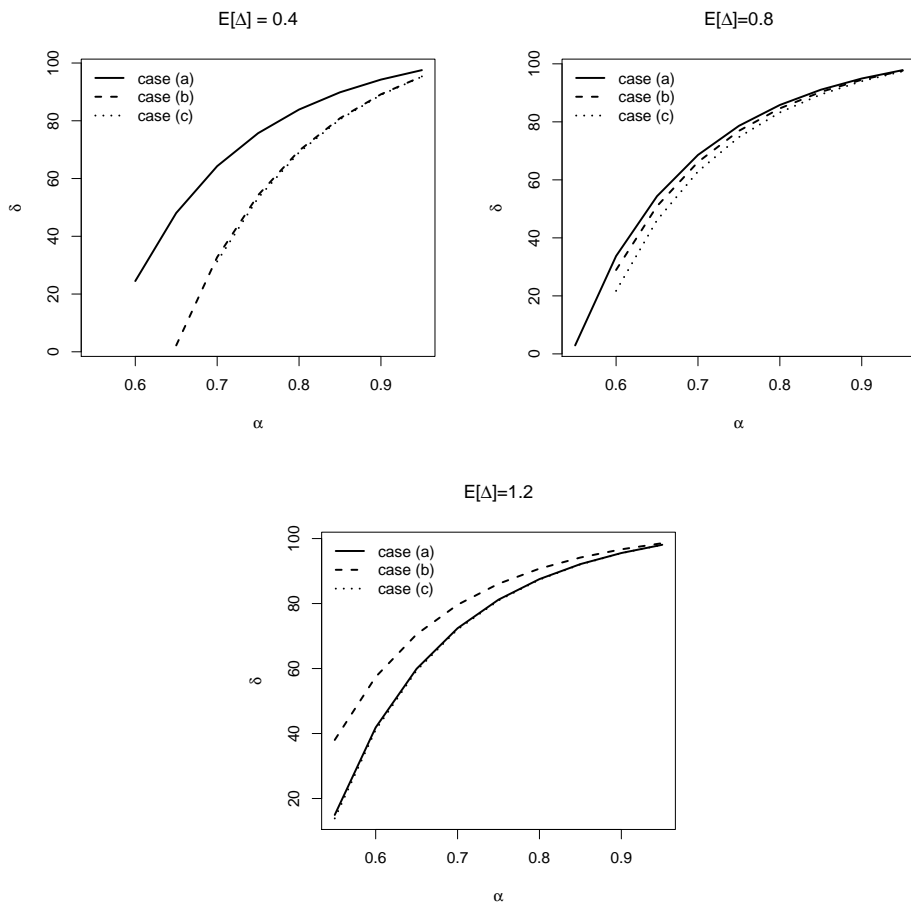 E[Δ] = 0.4
100
80
60
40
20
0
δ
case (a)
case (b)
case (c)
0.6 0.7 0.8 0.9
α
E[Δ]=0.8
100
80
60
40
20
0
δ
case (a)
case (b)
case (c)
0.6 0.7 0.8 0.9
α
E[Δ]=1.2
100
80
60
40
20
δ
case (a)
case (b)
case (c)
0.6 0.7 0.8 0.9
α